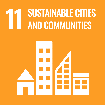 11 SUSTAINABLE CITIES
AND COMMUNITIES